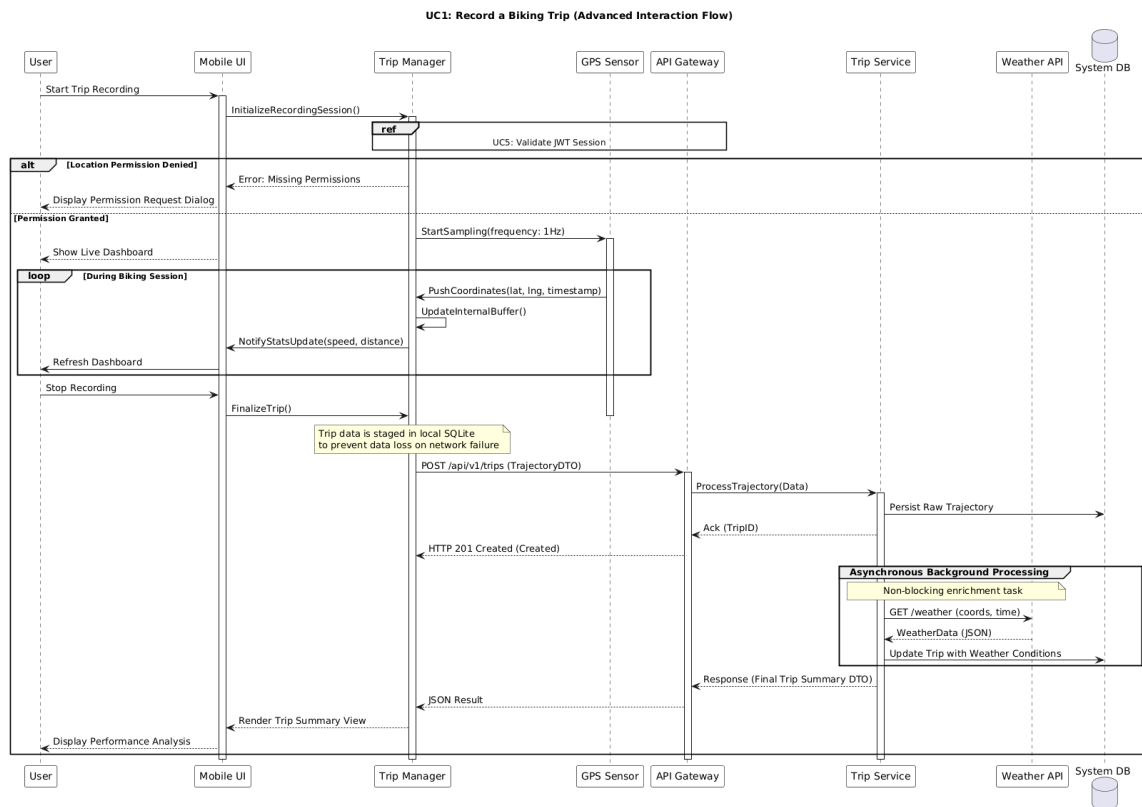 UC1: Record a Biking Trip (Advanced Interaction Flow)
User
Mobile UI
Trip Manager
GPS Sensor
API Gateway
Trip Service
Weather API
System DB
Start Trip Recording
InitializeRecordingSession()
ref
UC5: Validate JWT Session
alt
[Location Permission Denied]
Error: Missing Permissions
Display Permission Request Dialog
[Permission Granted]
StartSampling(frequency: 1Hz)
Show Live Dashboard
loop
[During Biking Session]
PushCoordinates(lat, lng, timestamp)
UpdateInternalBuffer()
NotifyStatsUpdate(speed, distance)
Refresh Dashboard
Stop Recording
FinalizeTrip()
Trip data is staged in local SQLite
to prevent data loss on network failure
POST /api/v1/trips (TrajectoryDTO)
ProcessTrajectory(Data)
Persist Raw Trajectory
Ack (TripID)
HTTP 201 Created (Created)
Asynchronous Background Processing
Non-blocking enrichment task
GET /weather (coords, time)
WeatherData (JSON)
Update Trip with Weather Conditions
Response (Final Trip Summary DTO)
JSON Result
Render Trip Summary View
Display Performance Analysis
User
Mobile UI
Trip Manager
GPS Sensor
API Gateway
Trip Service
Weather API
System DB